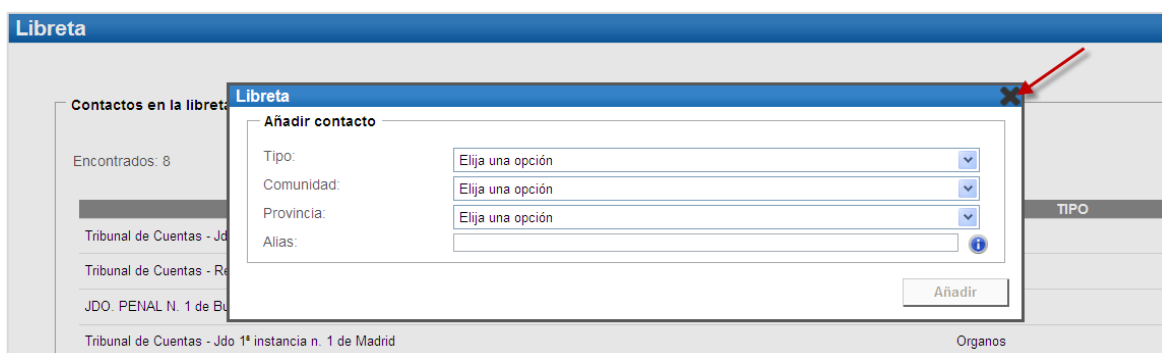 Libreta
Contactos en la libreta
Libreta
Añadir contacto
Encontrados: 8
Tipo:
Elija una opción
Comunidad:
Elija una opción
Provincia:
Elija una opción
Alias:
Añadir
TIPO
Tribunal de Cuentas - Jd
Tribunal de Cuentas - Re
JDO. PENAL N. 1 de Bu
Tribunal de Cuentas - Jdo 1ª instancia n. 1 de Madrid Organos